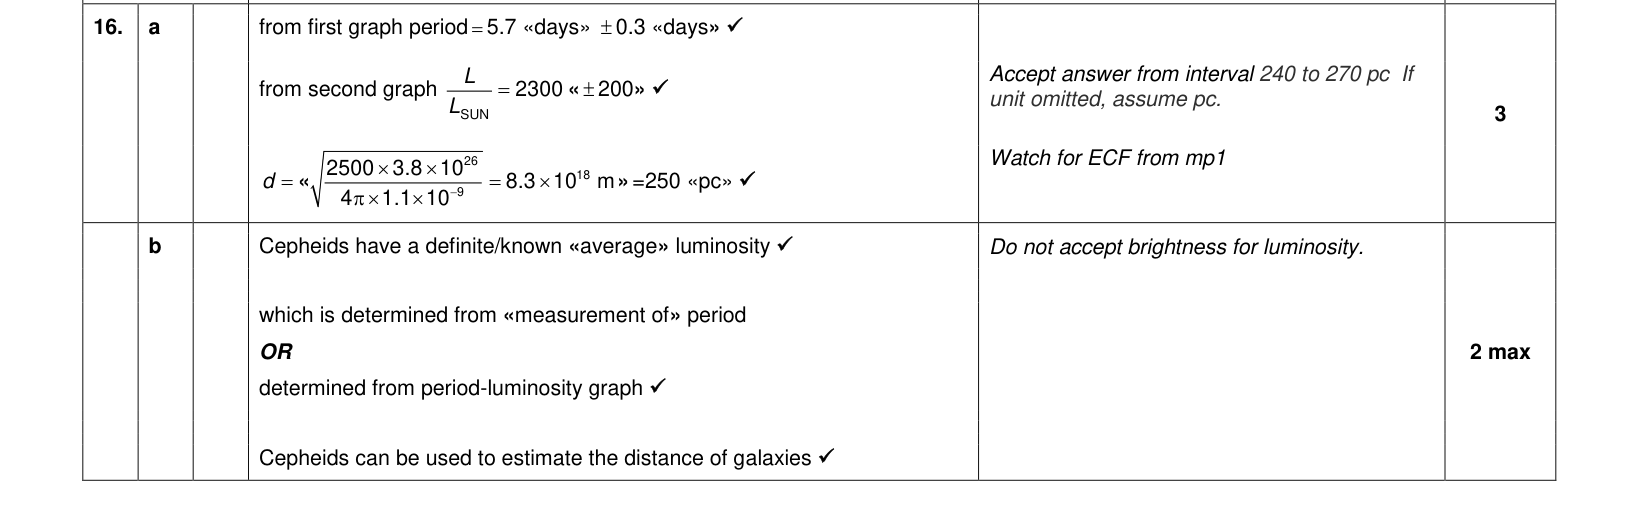 16. a from first graph period = 5.7 «days» ± 0.3 «days» ✓
from second graph L/L_SUN = 2300 «± 200» ✓
d = «√(2500 × 3.8 × 10²⁶ / 4π × 1.1 × 10⁻⁹) = 8.3 × 10¹⁸ m» =250 «pc» ✓
Accept answer from interval 240 to 270 pc If
unit omitted, assume pc.
Watch for ECF from mp1
3
b Cepheids have a definite/known «average» luminosity ✓
which is determined from «measurement of» period
OR
determined from period-luminosity graph ✓
Cepheids can be used to estimate the distance of galaxies ✓
Do not accept brightness for luminosity.
2 max